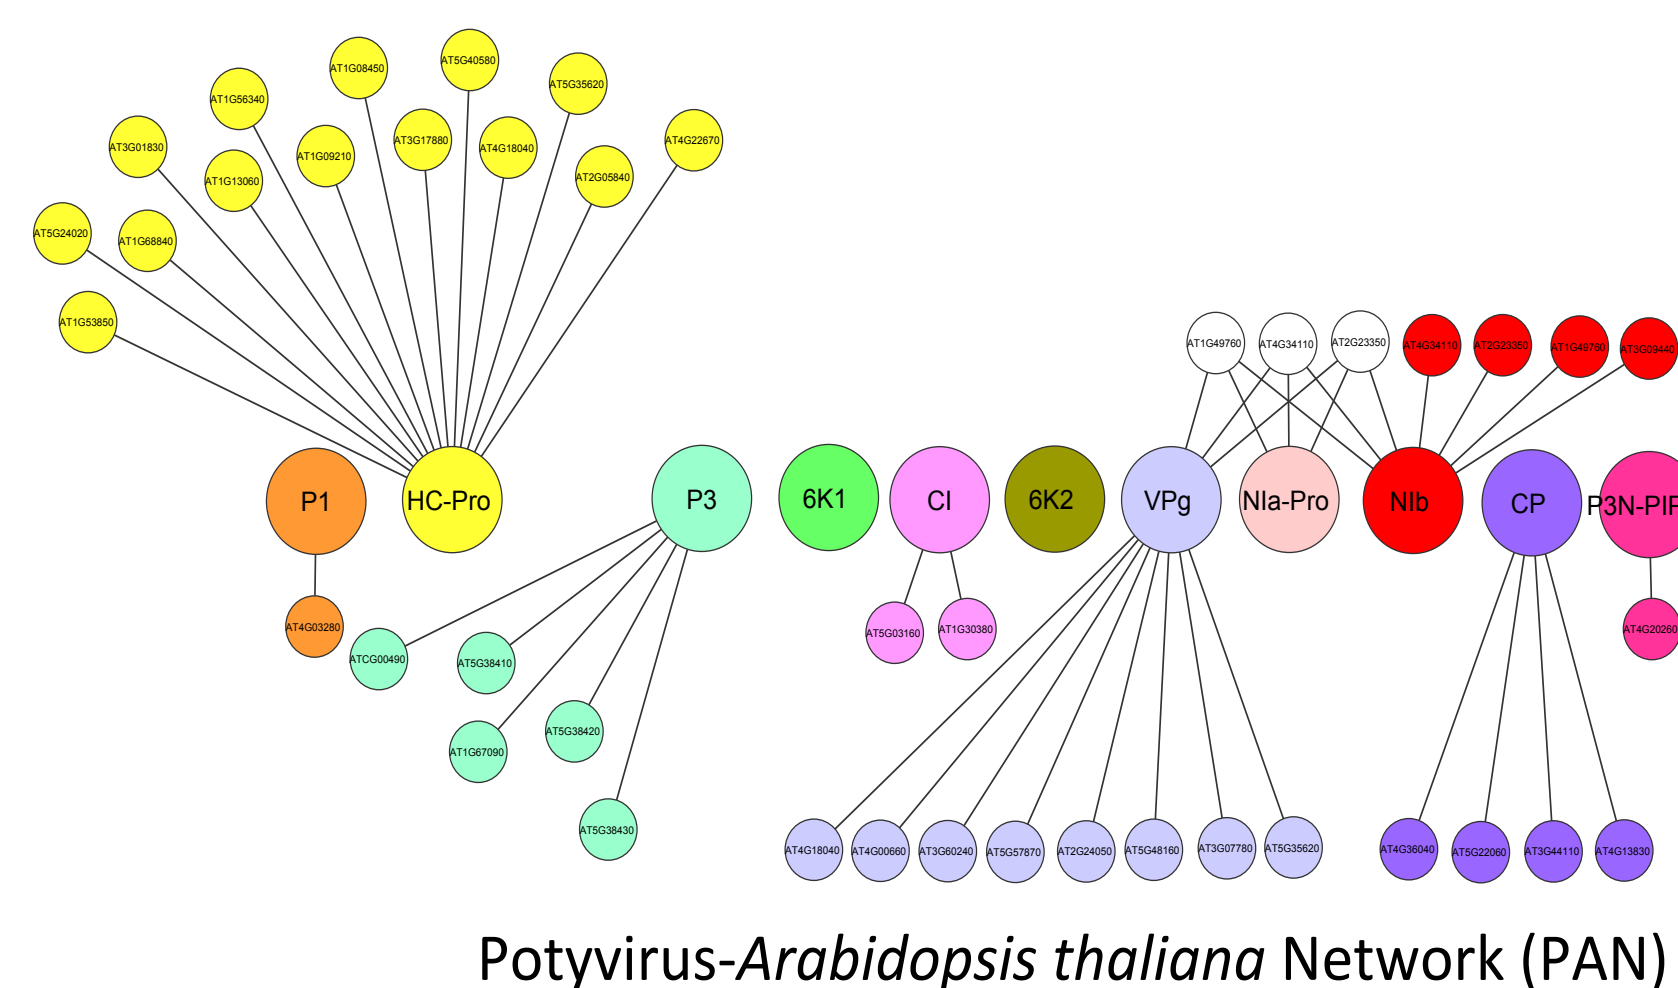 AT5G40580
AT1G08450
AT5G35620
AT1G56340
AT3G17880
AT4G22670
AT3G01830
AT4G18040
AT1G09210
AT2G05840
AT1G13060
AT5G24020
AT1G68840
AT1G53850
AT1G49760
AT4G34110
AT2G23350
AT4G34110
AT2G23350
AT1G49760
AT3G09440
P1
HC-Pro
P3
6K1
CI
6K2
VPg
NIa-Pro
NIb
CP
P3N-PIP
AT4G03280
AT5G03160
AT1G30380
AT4G20260
ATCG00490
AT5G38410
AT5G38420
AT1G67090
AT5G38430
AT4G18040
AT4G00660
AT3G60240
AT5G57870
AT2G24050
AT5G48160
AT3G07780
AT5G35620
AT4G36040
AT5G22060
AT3G44110
AT4G13830
Potyvirus-Arabidopsis thaliana Network (PAN)